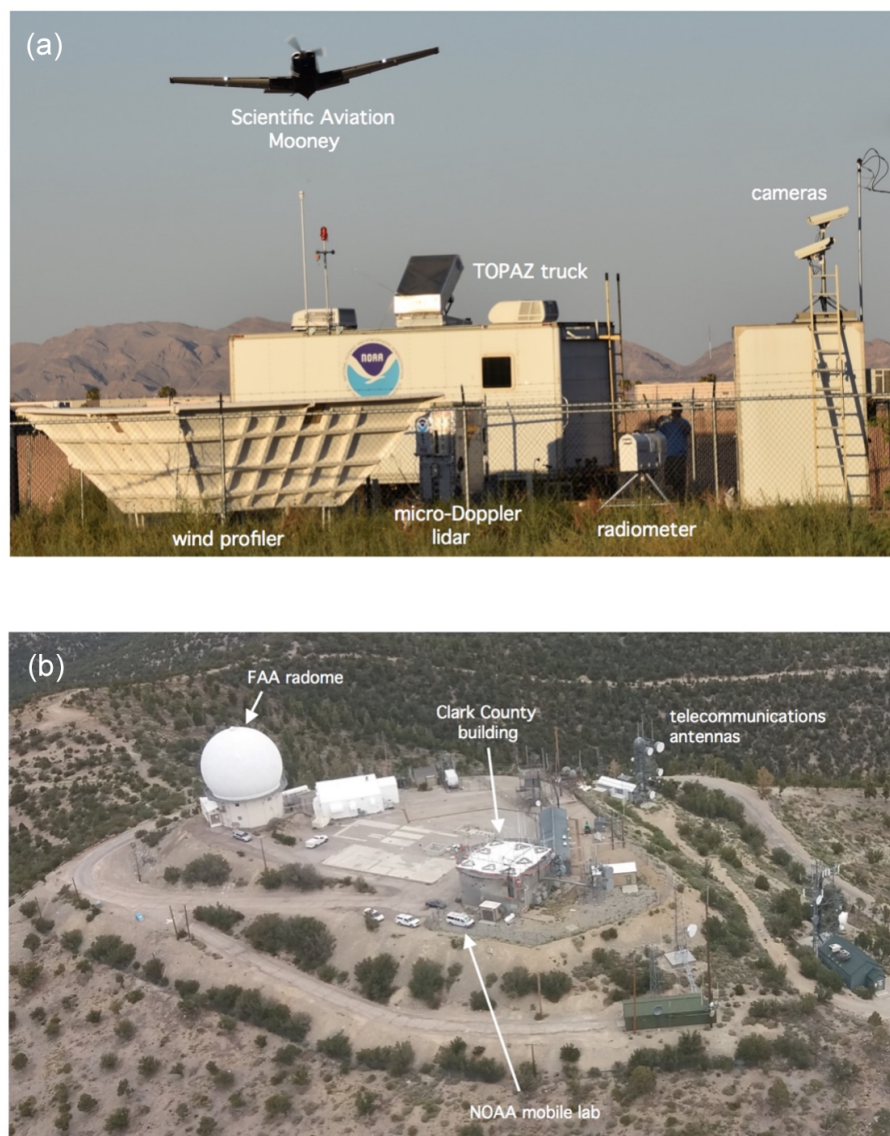 (a)
Scientific Aviation
Mooney
cameras
TOPAZ truck
NOAA
micro-Doppler
lidar
radiometer
wind profiler
(b)
FAA radome
Clark County
building
telecommunications
antennas
NOAA mobile lab